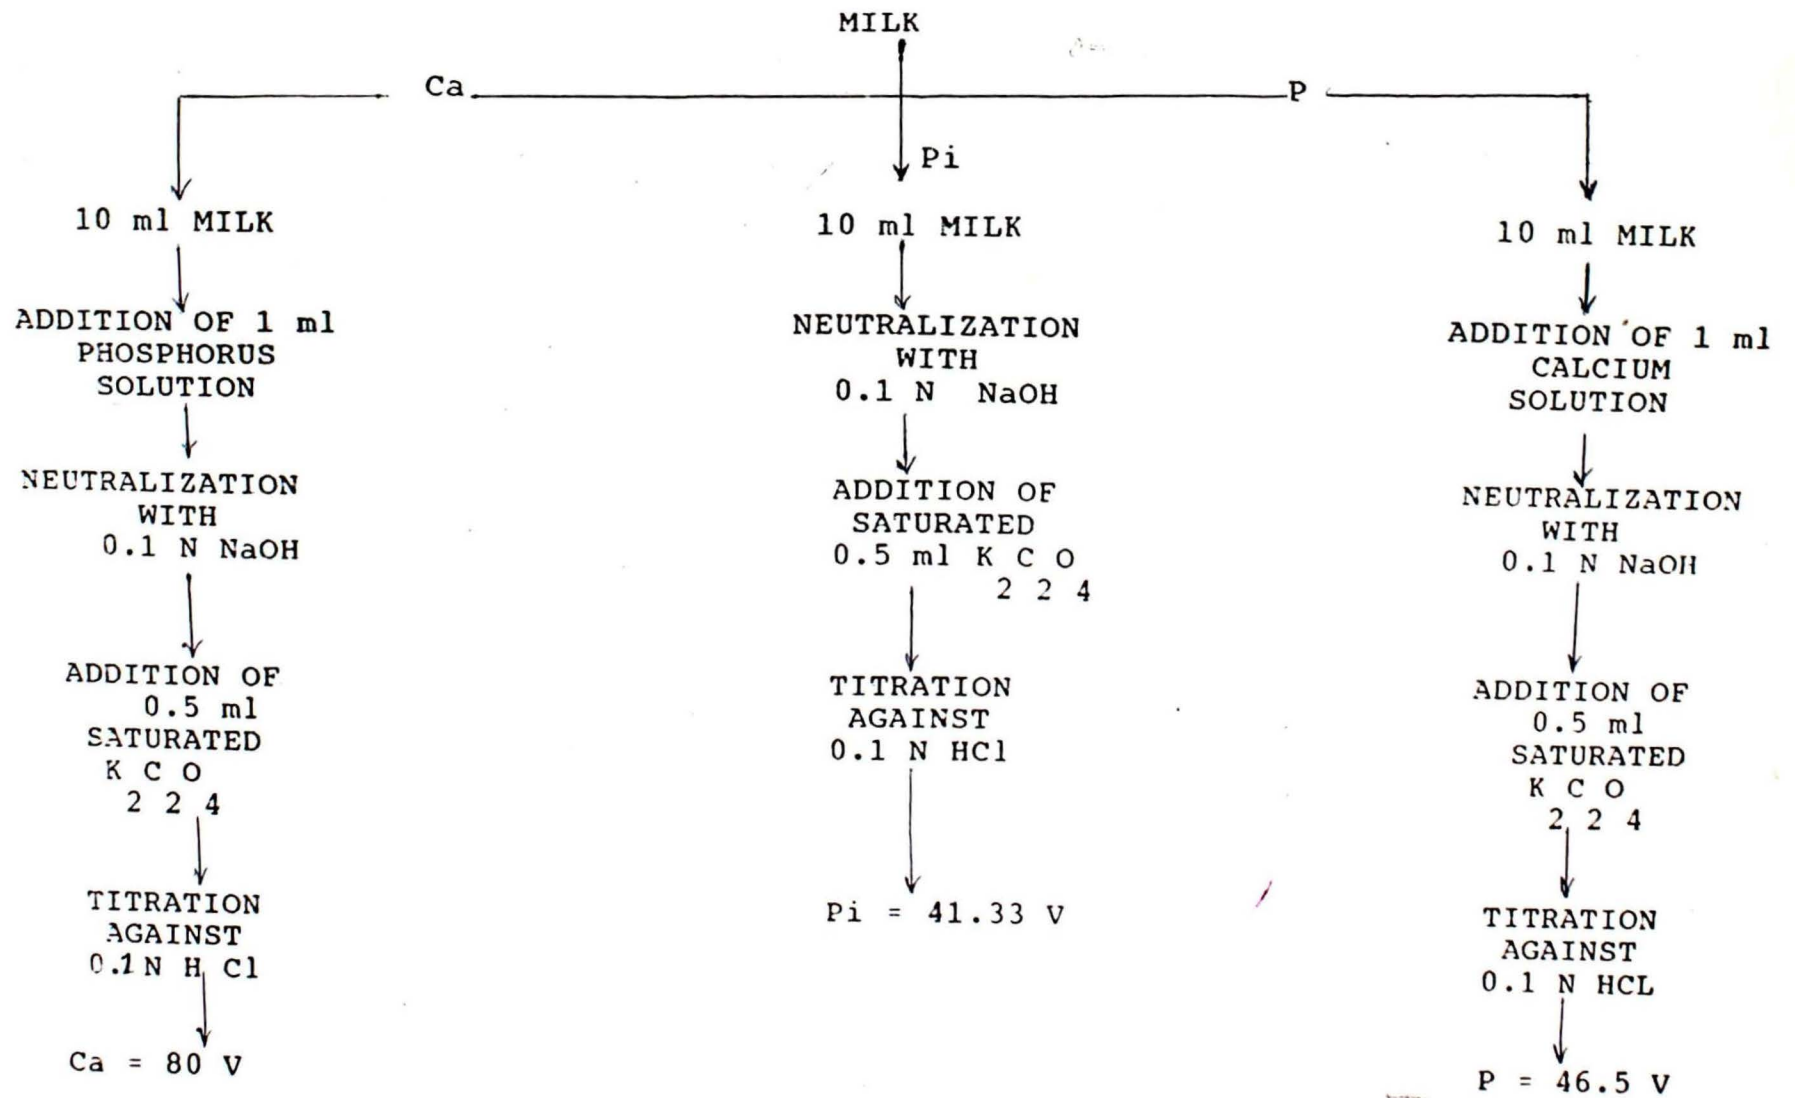 MILK
Ca
P
Pi
10 ml MILK
ADDITION OF 1 ml
PHOSPHORUS
SOLUTION
NEUTRALIZATION
WITH
0.1 N NaOH
ADDITION OF
0.5 ml
SATURATED
K C O
2 2 4
TITRATION
AGAINST
0.1 N H Cl
Ca = 80 V
10 ml MILK
NEUTRALIZATION
WITH
0.1 N NaOH
ADDITION OF
SATURATED
0.5 ml K C O
2 2 4
TITRATION
AGAINST
0.1 N HCl
Pi = 41.33 V
10 ml MILK
ADDITION OF 1 ml
CALCIUM
SOLUTION
NEUTRALIZATION
WITH
0.1 N NaOH
ADDITION OF
0.5 ml
SATURATED
K C O
2 2 4
TITRATION
AGAINST
0.1 N HCL
P = 46.5 V